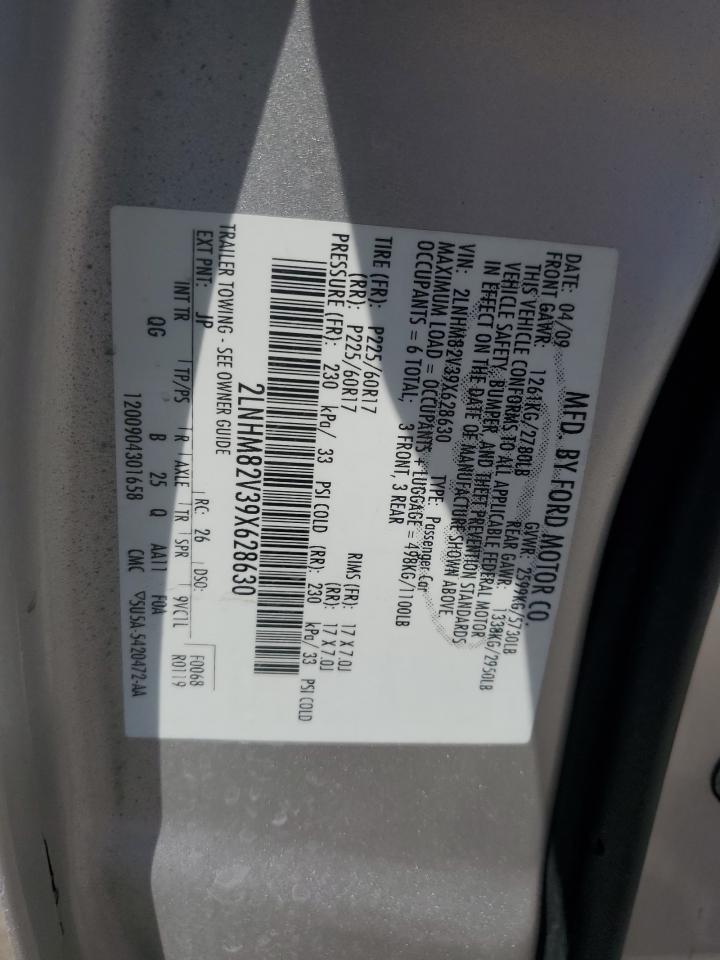 MFD. BY FORD MOTOR CO
DATE: 04/09 GVWR: 2599KG/5730LB
FRONT GAWR: 1261KG/2780LB REAR GAWR: 1338KG/2950LB
THIS VEHICLE CONFORMS TO ALL APPLICABLE FEDERAL MOTOR
VEHICLE SAFETY, BUMPER, AND THEFT PREVENTION STANDARDS
IN EFFECT ON THE DATE OF MANUFACTURE SHOWN ABOVE.
VIN: 2LNHM82V39X628630 TYPE: Passenger Car
MAXIMUM LOAD = OCCUPANTS + LUGGAGE = 498KG/1100LB
OCCUPANTS = 6 TOTAL, 3 FRONT, 3 REAR
TIRE (FR): P225/60R17 RIMS (FR): 17 X 7.0J
(RR): P225/60R17 (RR): 17 X 7.0J
PRESSURE (FR): 230 kPa/ 33 PSI COLD (RR): 230 kPa/ 33 PSI COLD
2LNHM82V39X628630
TRAILER TOWING - SEE OWNER GUIDE
EXT PNT: JP RC: 26 DSO: F0068
R0119
INT TR TP/PS R AXLE TR SPR 9VC1L
QG B 25 Q AA11 F0A
1200904301658 CMC ▽5U5A-5420472-AA